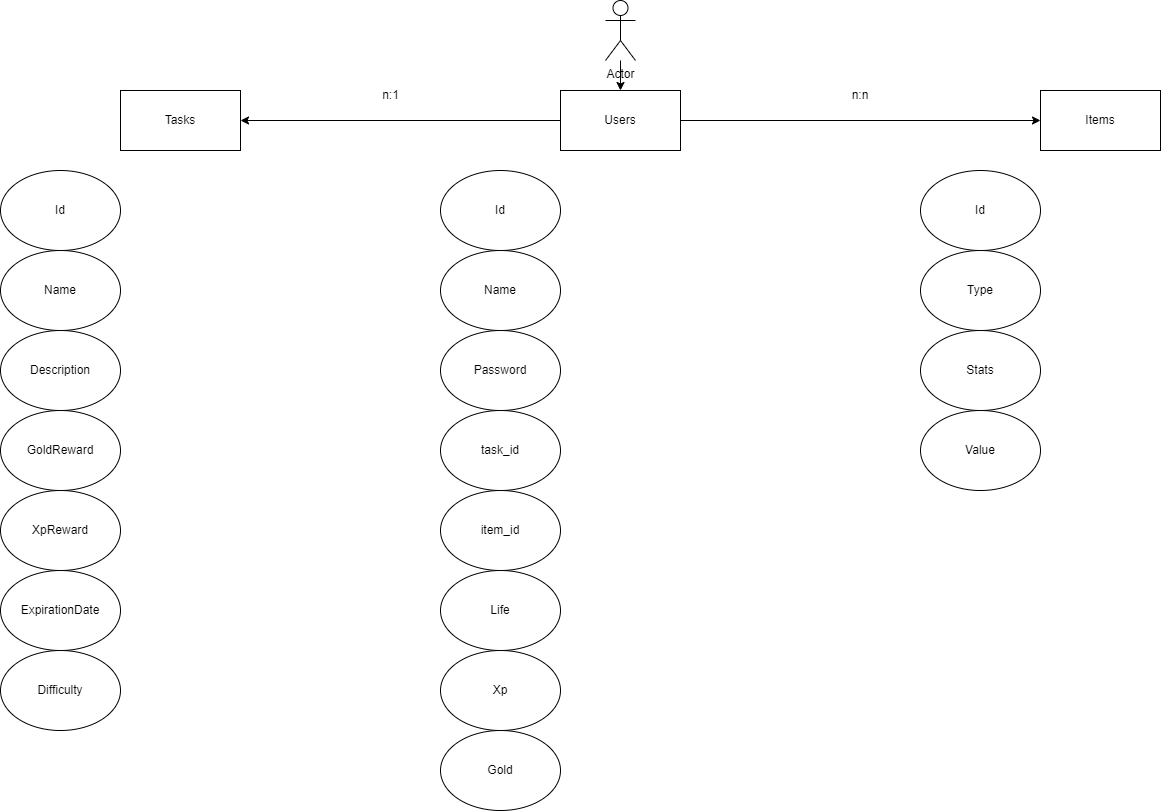 Actor
n:1
n:n
Tasks
Users
Items
Id
Name
Description
GoldReward
XpReward
ExpirationDate
Difficulty
Id
Name
Password
task_id
item_id
Life
Xp
Gold
Id
Type
Stats
Value